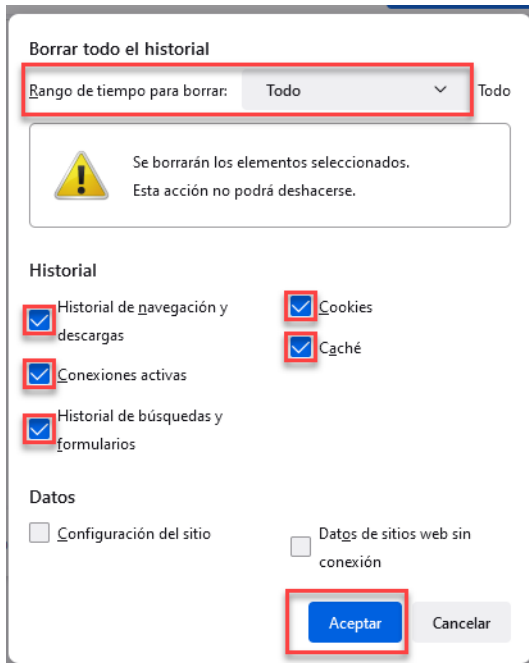 Borrar todo el historial
Rango de tiempo para borrar: Todo Todo
Se borrarán los elementos seleccionados.
Esta acción no podrá deshacerse.
Historial
Historial de navegación y
descargas
Conexiones activas
Historial de búsquedas y
formularios
Cookies
Caché
Datos
Configuración del sitio
Datos de sitios web sin
conexión
Aceptar Cancelar